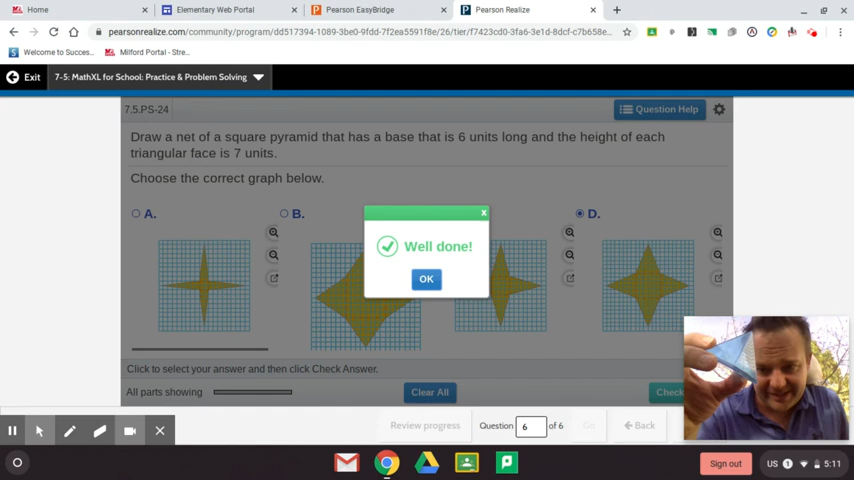 Home
Elementary Web Portal
Pearson EasyBridge
Pearson Realize
pearsonrealize.com/community/program/dd517394-1089-3be0-9fdd-7f2ea5591f8e/26/tier/f7423cd0-3fa6-3e1d-8cf2-c7b658e...
Welcome to Succes...
Milford Portal - Stre...
Exit
7-5: MathXL for School: Practice & Problem Solving
7.5.PS-24
Question Help
Draw a net of a square pyramid that has a base that is 6 units long and the height of each
triangular face is 7 units.
Choose the correct graph below.
A.
B.
D.
x
Well done!
OK
Click to select your answer and then click Check Answer.
All parts showing
Clear All
Check
Review progress
Question
6
of 6
Go
Back
Sign out
US
1
5:11